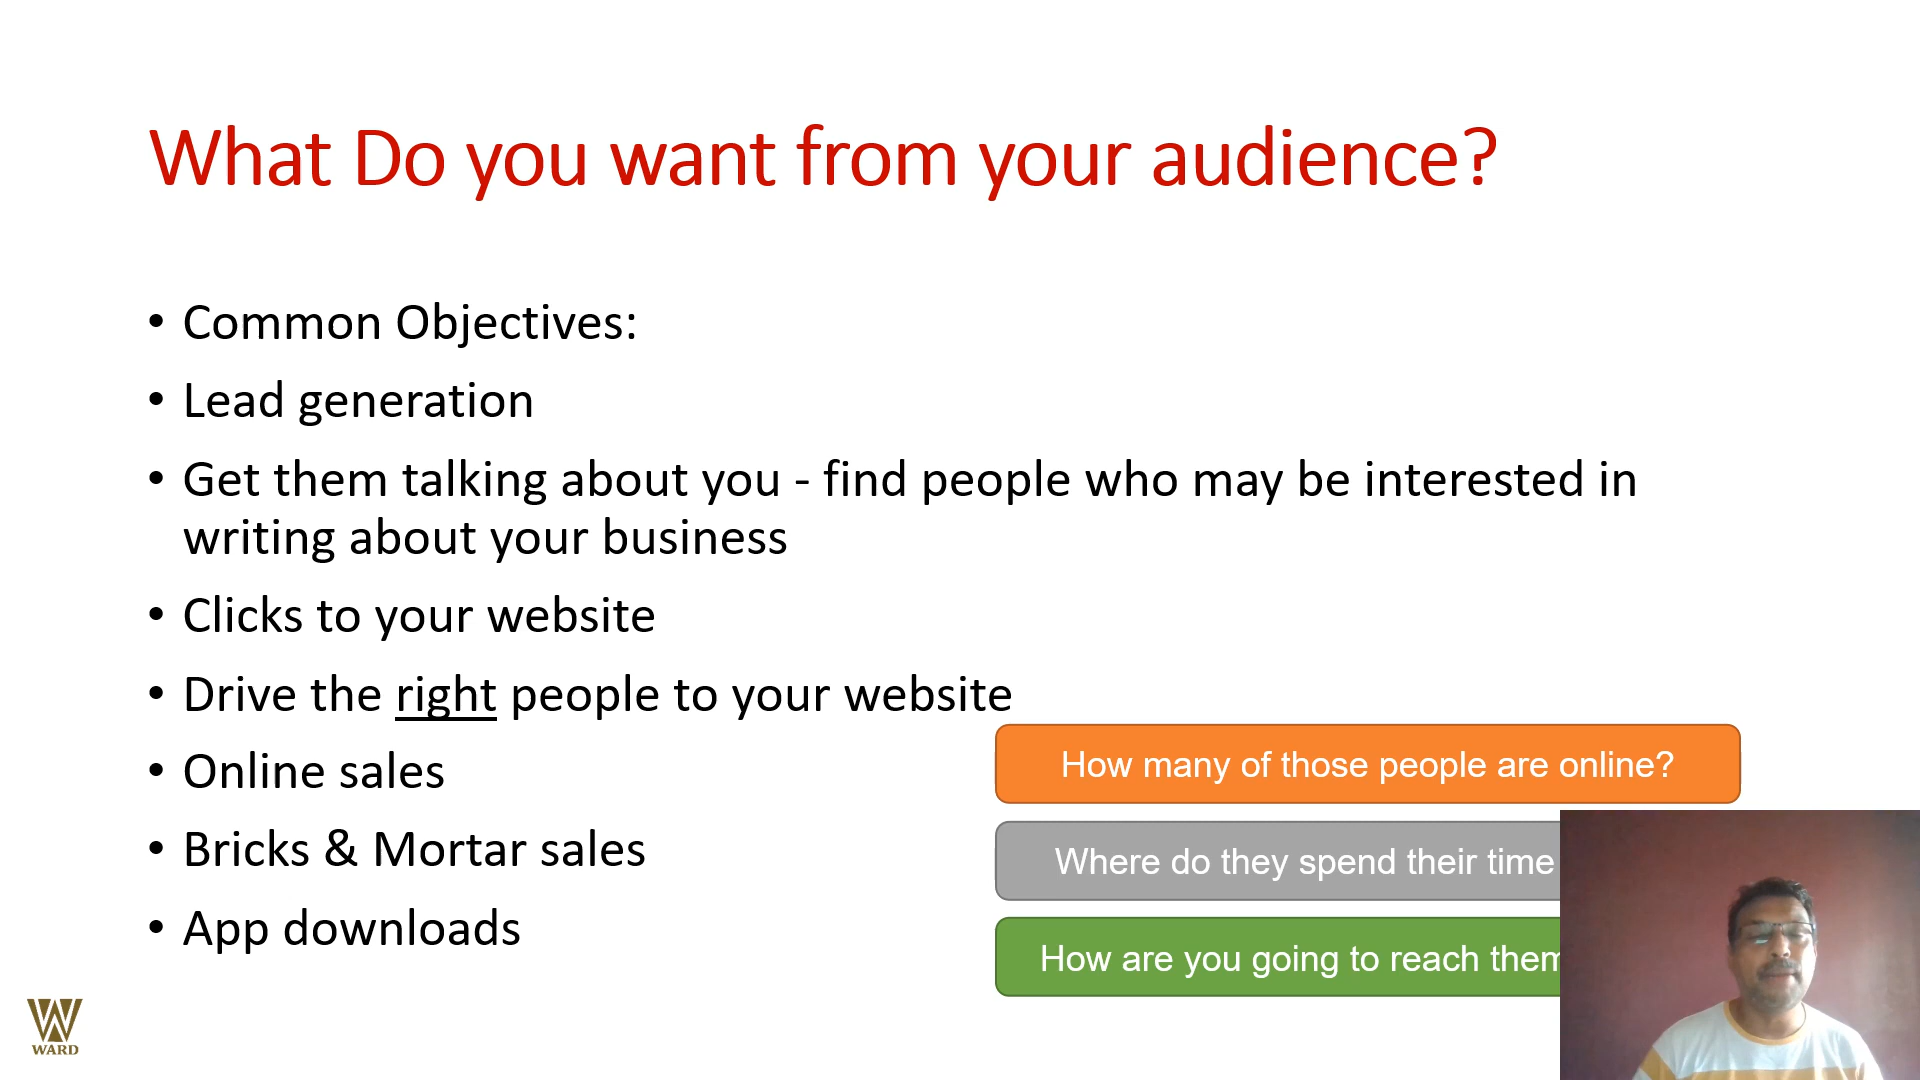 What Do you want from your audience?
• Common Objectives:
• Lead generation
• Get them talking about you - find people who may be interested in
writing about your business
• Clicks to your website
• Drive the right people to your website
• Online sales
• Bricks & Mortar sales
• App downloads
How many of those people are online?
Where do they spend their time
How are you going to reach them
WARD